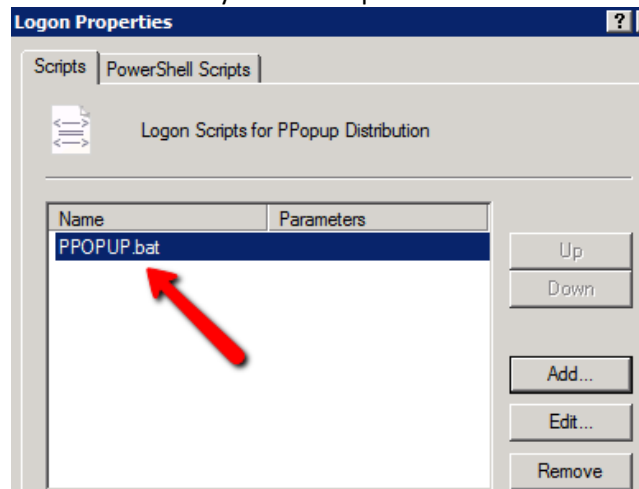 Logon Properties
?
Scripts
PowerShell Scripts
Logon Scripts for PPopup Distribution
Name
Parameters
PPOPUP.bat
Up
Down
Add...
Edit...
Remove